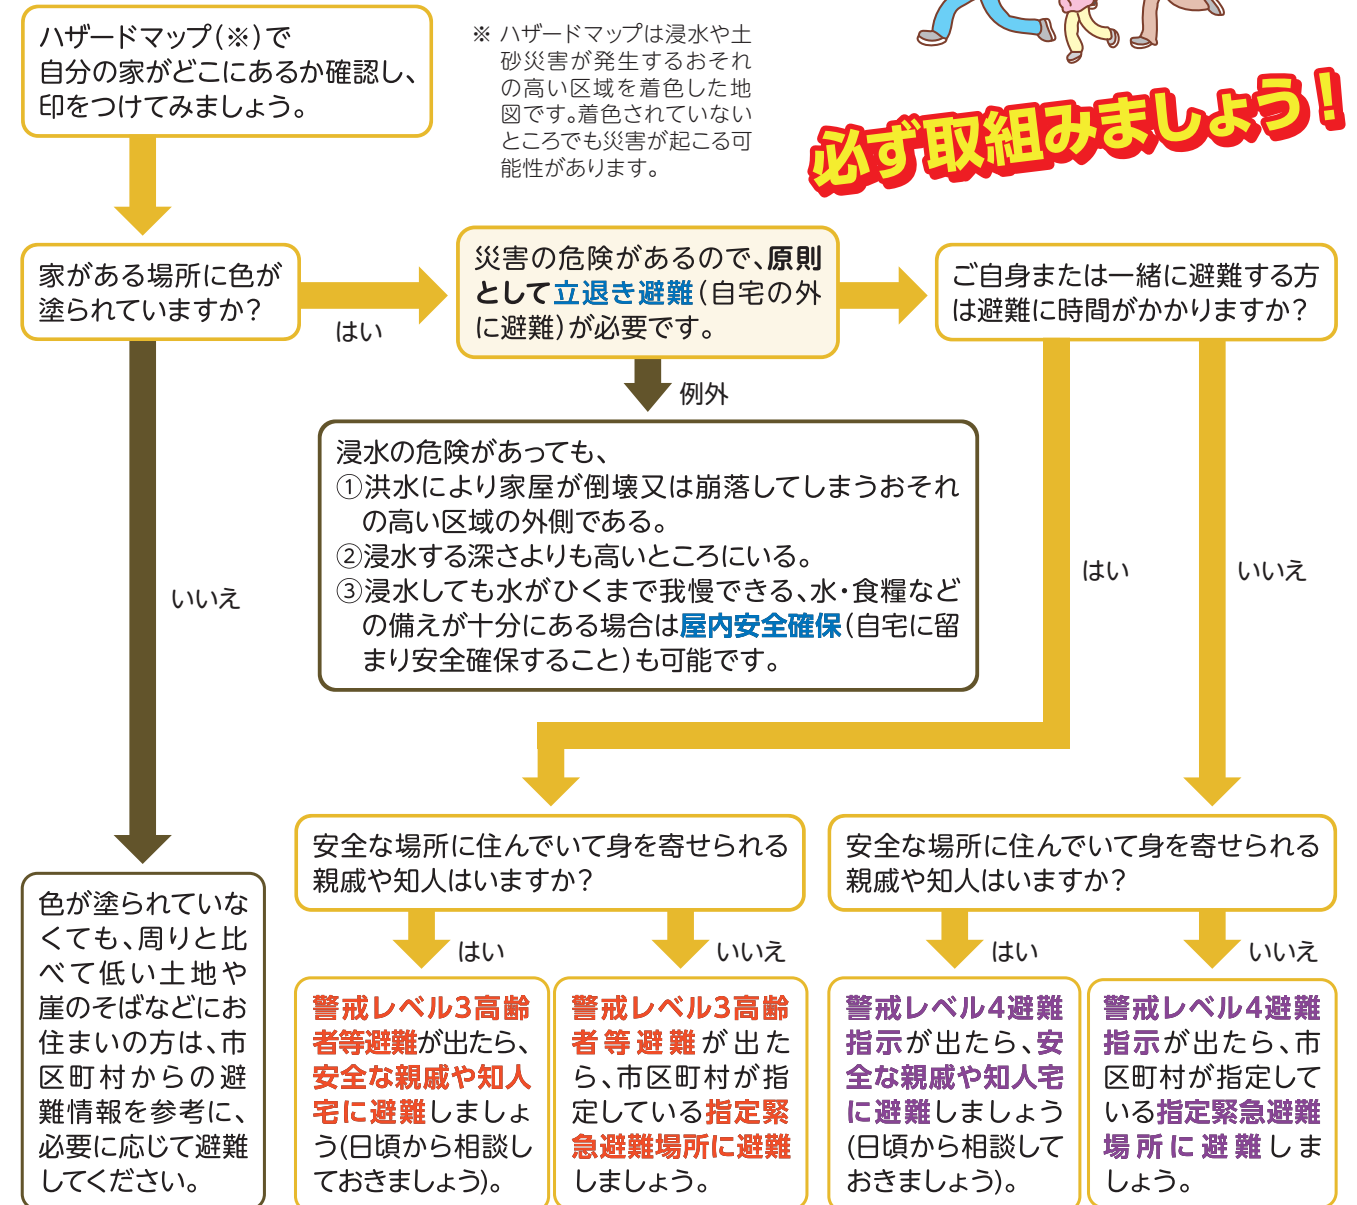 ハザードマップ(※)で
自分の家がどこにあるか確認し、
印をつけてみましょう。
※ ハザードマップは浸水や土
砂災害が発生するおそれ
の高い区域を着色した地
図です。着色されていない
ところでも災害が起こる可
能性があります。
必ず取組みましょう!
家がある場所に色が
塗られていますか?
はい
災害の危険があるので、原則
として立退き避難(自宅の外
に避難)が必要です。
ご自身または一緒に避難する方
は避難に時間がかかりますか?
例外
浸水の危険があっても、
①洪水により家屋が倒壊又は崩落してしまうおそれ
の高い区域の外側である。
②浸水する深さよりも高いところにいる。
③浸水しても水がひくまで我慢できる、水・食糧など
の備えが十分にある場合は屋内安全確保(自宅に留
まり安全確保すること)も可能です。
いいえ
はい
いいえ
安全な場所に住んでいて身を寄せられる
親戚や知人はいますか?
安全な場所に住んでいて身を寄せられる
親戚や知人はいますか?
はい
いいえ
はい
いいえ
色が塗られていな
くても、周りと比
べて低い土地や
崖のそばなどにお
住まいの方は、市
区町村からの避
難情報を参考に、
必要に応じて避難
してください。
警戒レベル3高齢
者等避難が出たら、
安全な親戚や知人
宅に避難しましょ
う(日頃から相談し
ておきましょう)。
警戒レベル3高齢
者等避難が出た
ら、市区町村が指
定している指定緊
急避難場所に避難
しましょう。
警戒レベル4避難
指示が出たら、安
全な親戚や知人宅
に避難しましょう
(日頃から相談して
おきましょう)。
警戒レベル4避難
指示が出たら、市
区町村が指定して
いる指定緊急避難
場所に避難しま
しょう。